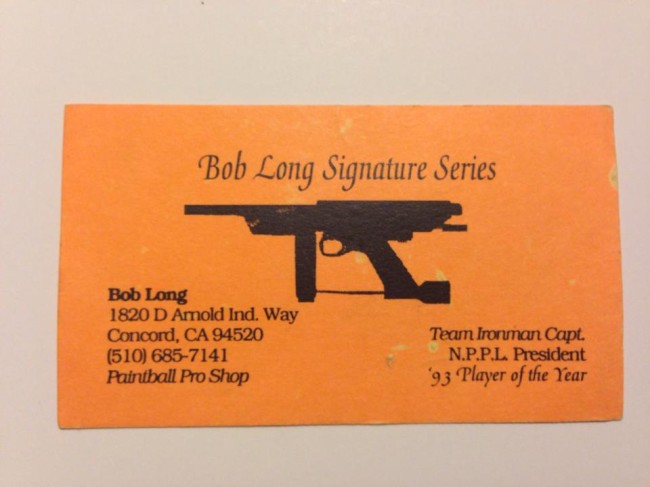 Bob Long Signature Series
Bob Long
1820 D Arnold Ind. Way
Concord, CA 94520
(510) 685-7141
Paintball Pro Shop
Team Ironman Capt.
N.P.P.L. President
'93 Player of the Year